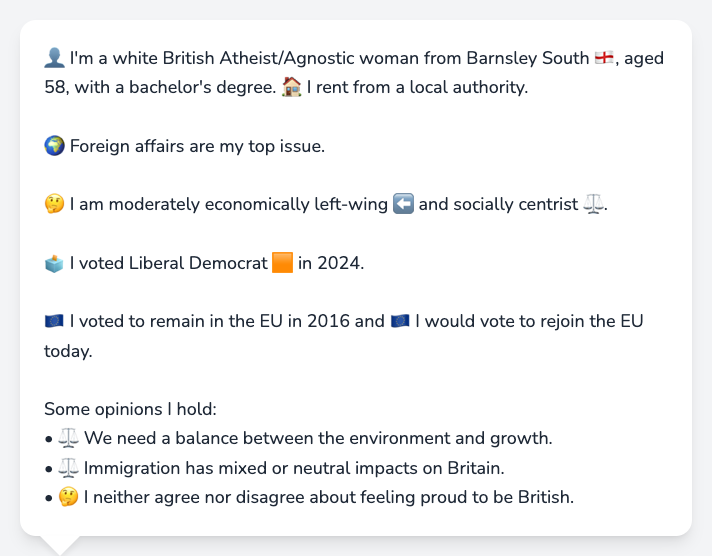 👤 I'm a white British Atheist/Agnostic woman from Barnsley South 🏴󠁧󠁢󠁥󠁮󠁧󠁿, aged
58, with a bachelor's degree. 🏠 I rent from a local authority.
🌍 Foreign affairs are my top issue.
🤔 I am moderately economically left-wing ⬅️ and socially centrist ⚖️.
🗳️ I voted Liberal Democrat 🟧 in 2024.
🇪🇺 I voted to remain in the EU in 2016 and 🇪🇺 I would vote to rejoin the EU
today.
Some opinions I hold:
• ⚖️ We need a balance between the environment and growth.
• ⚖️ Immigration has mixed or neutral impacts on Britain.
• 🤔 I neither agree nor disagree about feeling proud to be British.